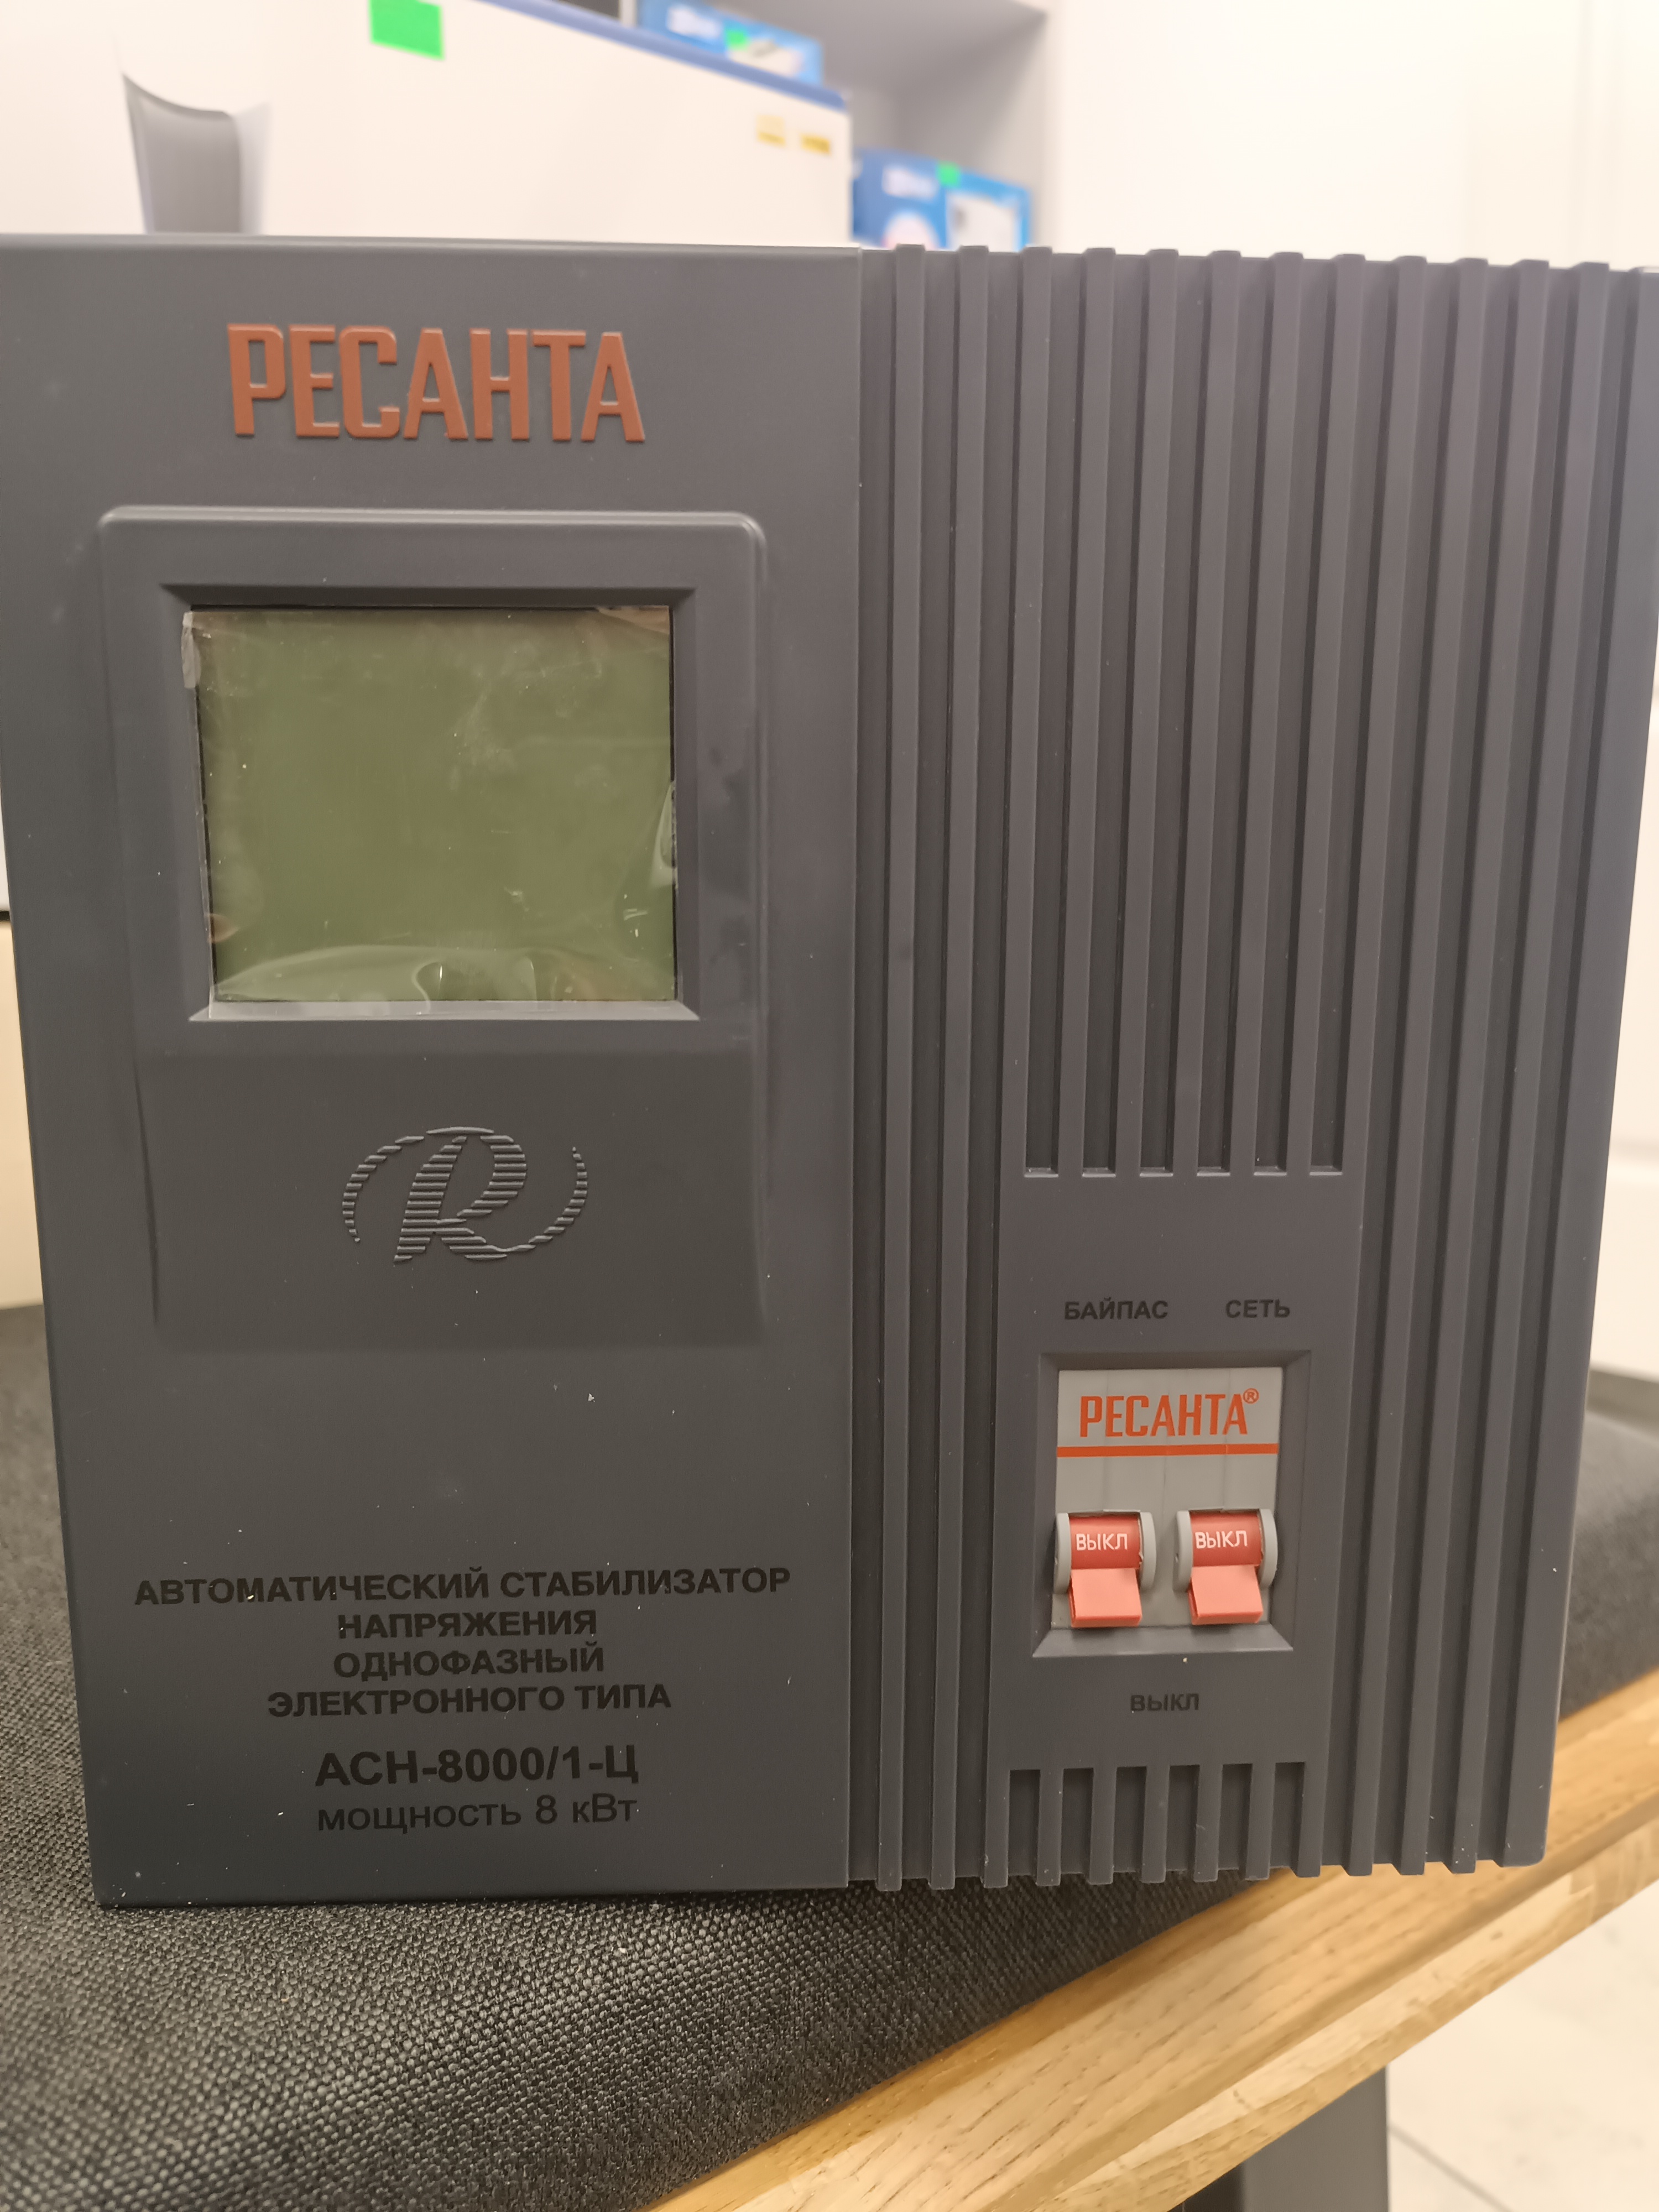 РЕСАНТА
R
БАЙПАС СЕТЬ
РЕСАНТА®
ВЫКЛ ВЫКЛ
ВЫКЛ
АВТОМАТИЧЕСКИЙ СТАБИЛИЗАТОР
НАПРЯЖЕНИЯ
ОДНОФАЗНЫЙ
ЭЛЕКТРОННОГО ТИПА
АСН-8000/1-Ц
мощность 8 кВт